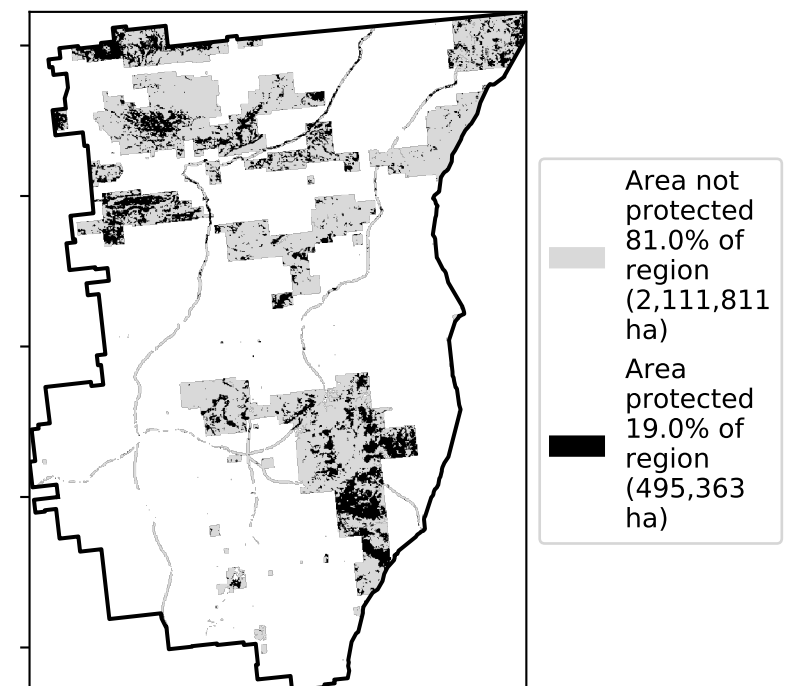 Area not
protected
81.0% of
region
(2,111,811
ha)
Area
protected
19.0% of
region
(495,363
ha)